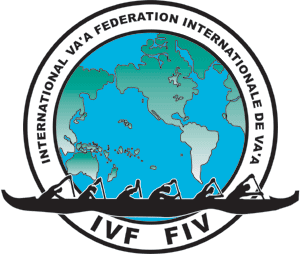 INTERNATIONAL VA'A FEDERATION INTERNATIONALE DE VA'A
IVF FIV